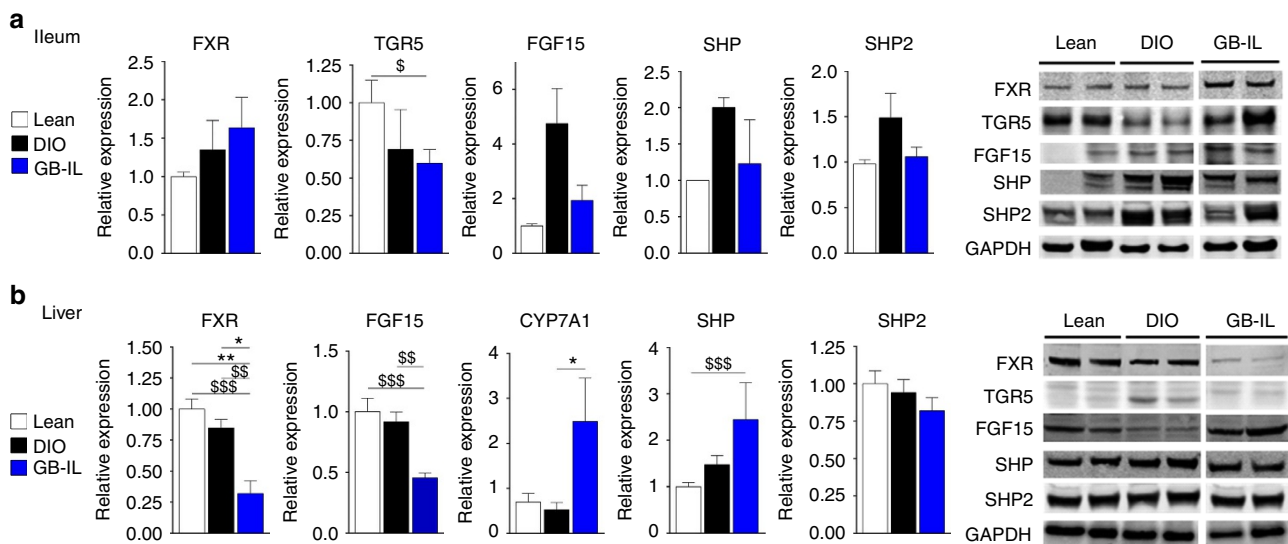 a
Ileum
Lean
DIO
GB-IL
FXR
Relative expression
2.5
2.0
1.5
1.0
0.5
0.0
TGR5
Relative expression
1.25
1.00
0.75
0.50
0.25
0.00
$
FGF15
Relative expression
6
4
2
0
SHP
Relative expression
2.5
2.0
1.5
1.0
0.5
0.0
SHP2
Relative expression
2.0
1.5
1.0
0.5
0.0
Lean DIO GB-IL
FXR
TGR5
FGF15
SHP
SHP2
GAPDH
b
Liver
Lean
DIO
GB-IL
FXR
Relative expression
1.50
1.25
1.00
0.75
0.50
0.25
0.00
*
**
$$
$$$
FGF15
Relative expression
1.5
1.0
0.5
0.0
$$
$$$
CYP7A1
Relative expression
4
3
2
1
0
*
SHP
Relative expression
4
3
2
1
0
$$$
SHP2
Relative expression
1.25
1.00
0.75
0.50
0.25
0.00
Lean DIO GB-IL
FXR
TGR5
FGF15
SHP
SHP2
GAPDH